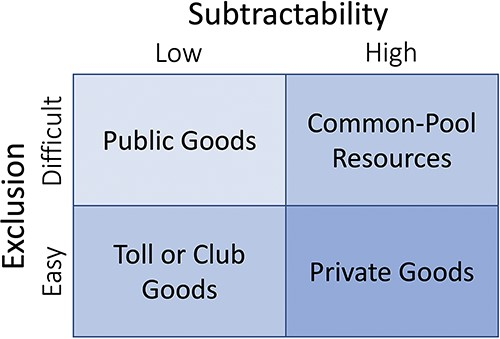 Subtractability
Low
High
Exclusion
Difficult
Easy
Public Goods
Common-Pool
Resources
Toll or Club
Goods
Private Goods